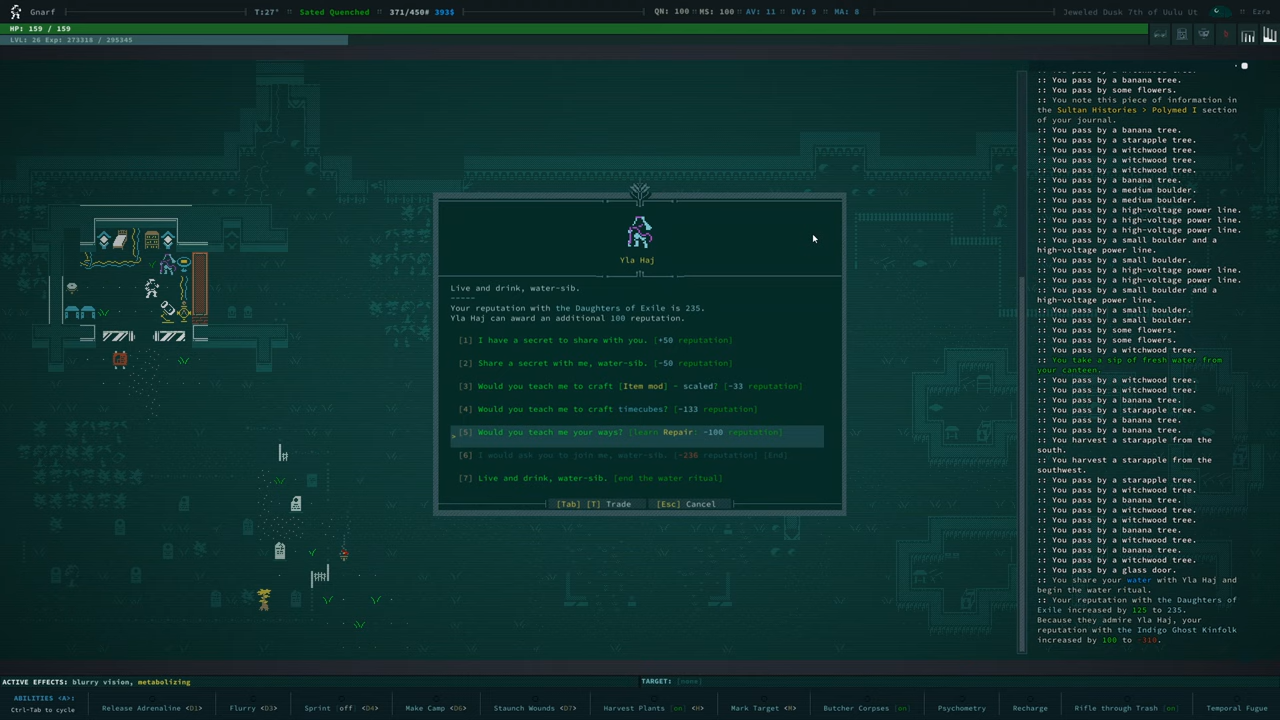 Gnarf
T:27° Sated Quenched 371/450# 393$
QN: 100 MS: 100 AV: 11 DV: 9 MA: 8
Jeweled Dusk 7th of Uulu Ut Ezra
HP: 159 / 159
LVL: 26 Exp: 273316 / 295345
Yla Haj
Live and drink, water-sib.
-----
Your reputation with the Daughters of Exile is 235.
Yla Haj can award an additional 100 reputation.
[1] I have a secret to share with you. [+50 reputation]
[2] Share a secret with me, water-sib. [-50 reputation]
[3] Would you teach me to craft [Item mod] - scaled? [-33 reputation]
[4] Would you teach me to craft timecubes? [-133 reputation]
> [5] Would you teach me your ways? [learn Repair: -100 reputation]
[6] I would ask you to join me, water-sib. [-236 reputation] [End]
[7] Live and drink, water-sib. [end the water ritual]
[Tab] [T] Trade [Esc] Cancel
:: You pass by a witchwood tree.
:: You pass by a banana tree.
:: You pass by some flowers.
:: You note this piece of information in
the Sultan Histories > Polymed I section
of your journal.
:: You pass by a banana tree.
:: You pass by a starapple tree.
:: You pass by a witchwood tree.
:: You pass by a witchwood tree.
:: You pass by a witchwood tree.
:: You pass by a banana tree.
:: You pass by a medium boulder.
:: You pass by a medium boulder.
:: You pass by a high-voltage power line.
:: You pass by a high-voltage power line.
:: You pass by a high-voltage power line.
:: You pass by a small boulder and a
high-voltage power line.
:: You pass by a small boulder.
:: You pass by a high-voltage power line.
:: You pass by a high-voltage power line.
:: You pass by a small boulder and a
high-voltage power line.
:: You pass by a small boulder.
:: You pass by a small boulder.
:: You pass by some flowers.
:: You pass by some flowers.
:: You pass by a witchwood tree.
:: You take a sip of fresh water from
your canteen.
:: You pass by a witchwood tree.
:: You pass by a witchwood tree.
:: You pass by a witchwood tree.
:: You pass by a starapple tree.
:: You pass by a banana tree.
:: You pass by a banana tree.
:: You harvest a starapple from the
south.
:: You harvest a starapple from the
southwest.
:: You pass by a starapple tree.
:: You pass by a witchwood tree.
:: You pass by a banana tree.
:: You pass by a witchwood tree.
:: You pass by a witchwood tree.
:: You pass by a banana tree.
:: You pass by a witchwood tree.
:: You pass by a banana tree.
:: You pass by a witchwood tree.
:: You pass by a glass door.
:: You share your water with Yla Haj and
begin the water ritual.
:: Your reputation with the Daughters of
Exile increased by 125 to 235.
Because they admire Yla Haj, your
reputation with the Indigo Ghost Kinfolk
increased by 100 to -310.
ACTIVE EFFECTS: blurry vision, metabolizing
TARGET: [none]
ABILITIES <A>:
Ctrl-Tab to cycle
Release Adrenaline <D1> Flurry <D3> Sprint [off] <D4> Make Camp <D6> Staunch Wounds <D7> Harvest Plants [on] <H> Mark Target <M> Butcher Corpses [on] Psychometry Recharge Rifle through Trash [on] Temporal Fugue